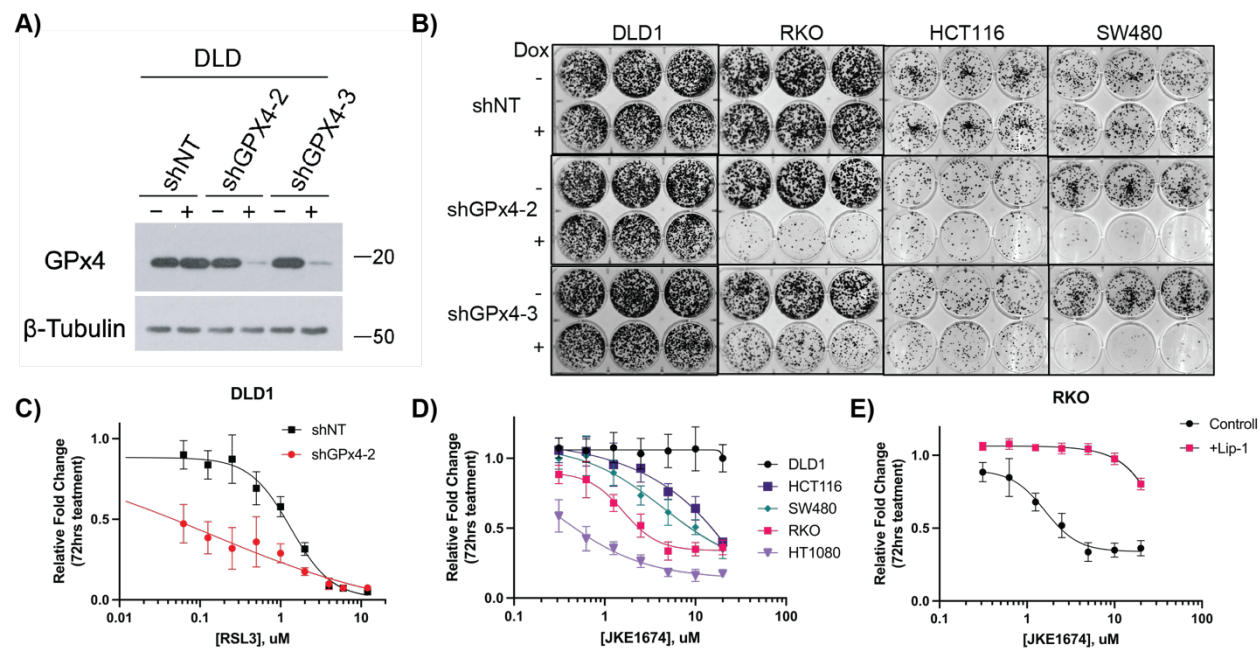 A)
DLD
shNT
shGPX4-2
shGPX4-3
– + – + – +
GPx4
—20
β-Tubulin
—50
B)
DLD1 RKO HCT116 SW480
Dox
-
shNT
+
-
shGPx4-2
+
-
shGPx4-3
+
C)
DLD1
Relative Fold Change
(72hrs treatment)
1.0
0.5
0.0
0.01 0.1 1 10 100
[RSL3], uM
shNT
shGPx4-2
D)
Relative Fold Change
(72hrs treatment)
1.0
0.5
0.0
0.1 1 10 100
[JKE1674], uM
DLD1
HCT116
SW480
RKO
HT1080
E)
RKO
Relative Fold Change
(72hrs treatment)
1.0
0.5
0.0
0.1 1 10 100
[JKE1674], uM
Controll
+Lip-1